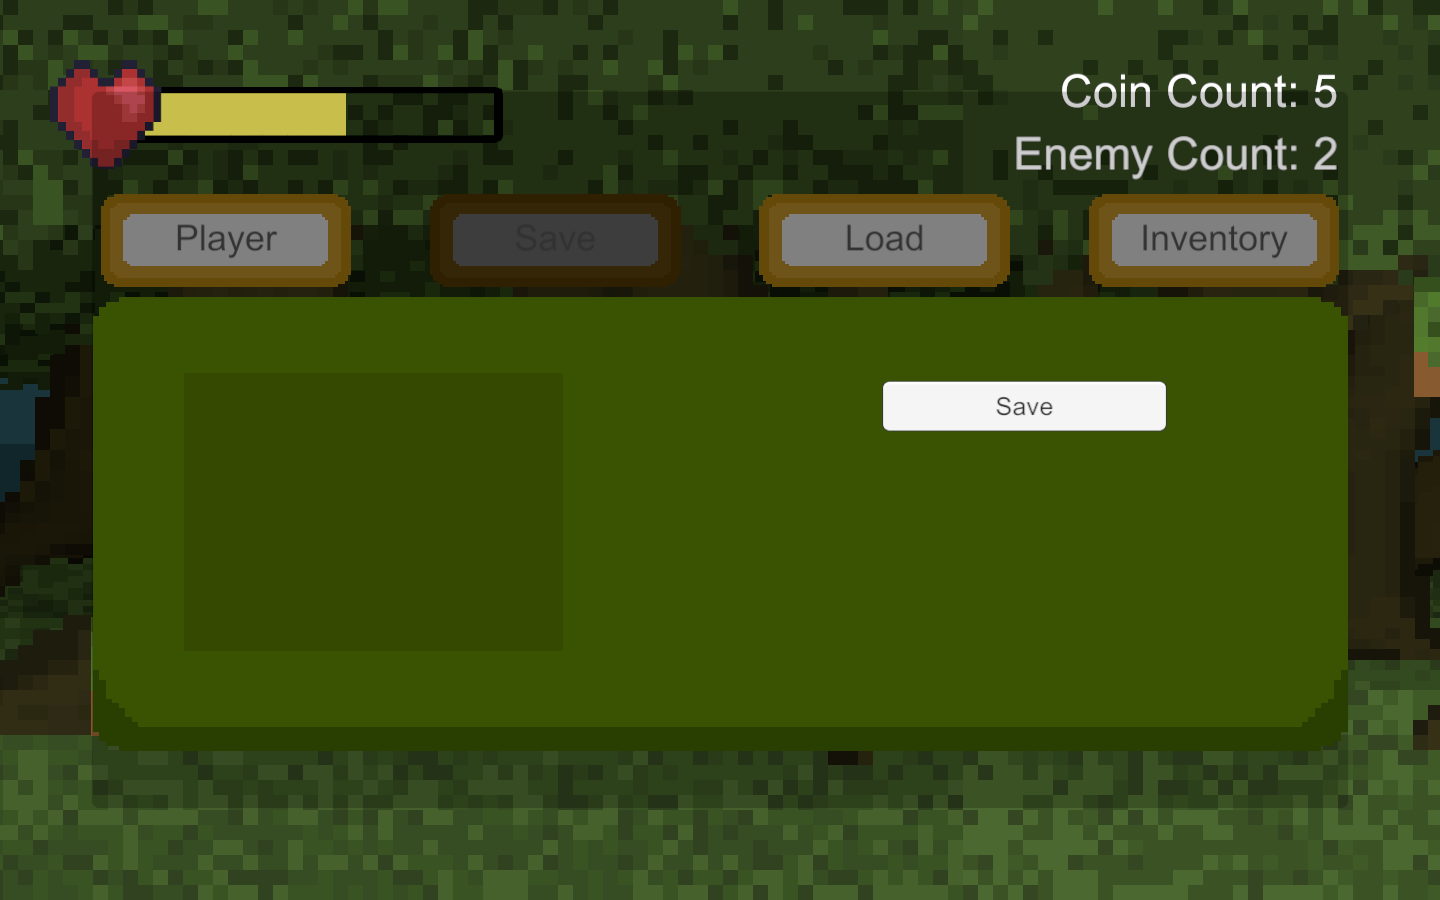 Coin Count: 5
Enemy Count: 2
Player
Save
Load
Inventory
Save